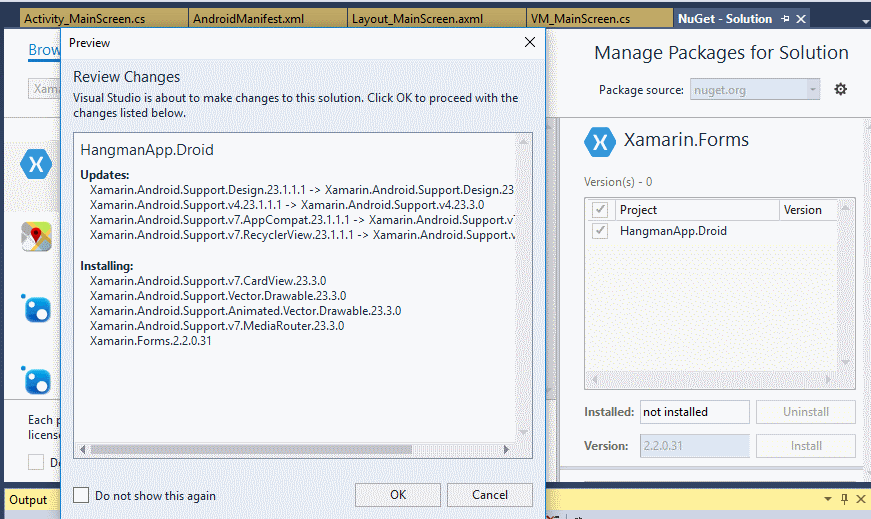 Activity_MainScreen.cs
AndroidManifest.xml
Layout_MainScreen.axml
VM_MainScreen.cs
NuGet - Solution
Brow
Xama
Each p
license
Do
Preview
Review Changes
Visual Studio is about to make changes to this solution. Click OK to proceed with the
changes listed below.
HangmanApp.Droid
Updates:
Xamarin.Android.Support.Design.23.1.1.1 -> Xamarin.Android.Support.Design.23
Xamarin.Android.Support.v4.23.1.1.1 -> Xamarin.Android.Support.v4.23.3.0
Xamarin.Android.Support.v7.AppCompat.23.1.1.1 -> Xamarin.Android.Support.v
Xamarin.Android.Support.v7.RecyclerView.23.1.1.1 -> Xamarin.Android.Support.v
Installing:
Xamarin.Android.Support.v7.CardView.23.3.0
Xamarin.Android.Support.Vector.Drawable.23.3.0
Xamarin.Android.Support.Animated.Vector.Drawable.23.3.0
Xamarin.Android.Support.v7.MediaRouter.23.3.0
Xamarin.Forms.2.2.0.31
Do not show this again
OK
Cancel
Manage Packages for Solution
Package source: nuget.org
Xamarin.Forms
Version(s) - 0
Project Version
HangmanApp.Droid
Installed: not installed Uninstall
Version: 2.2.0.31 Install
Output